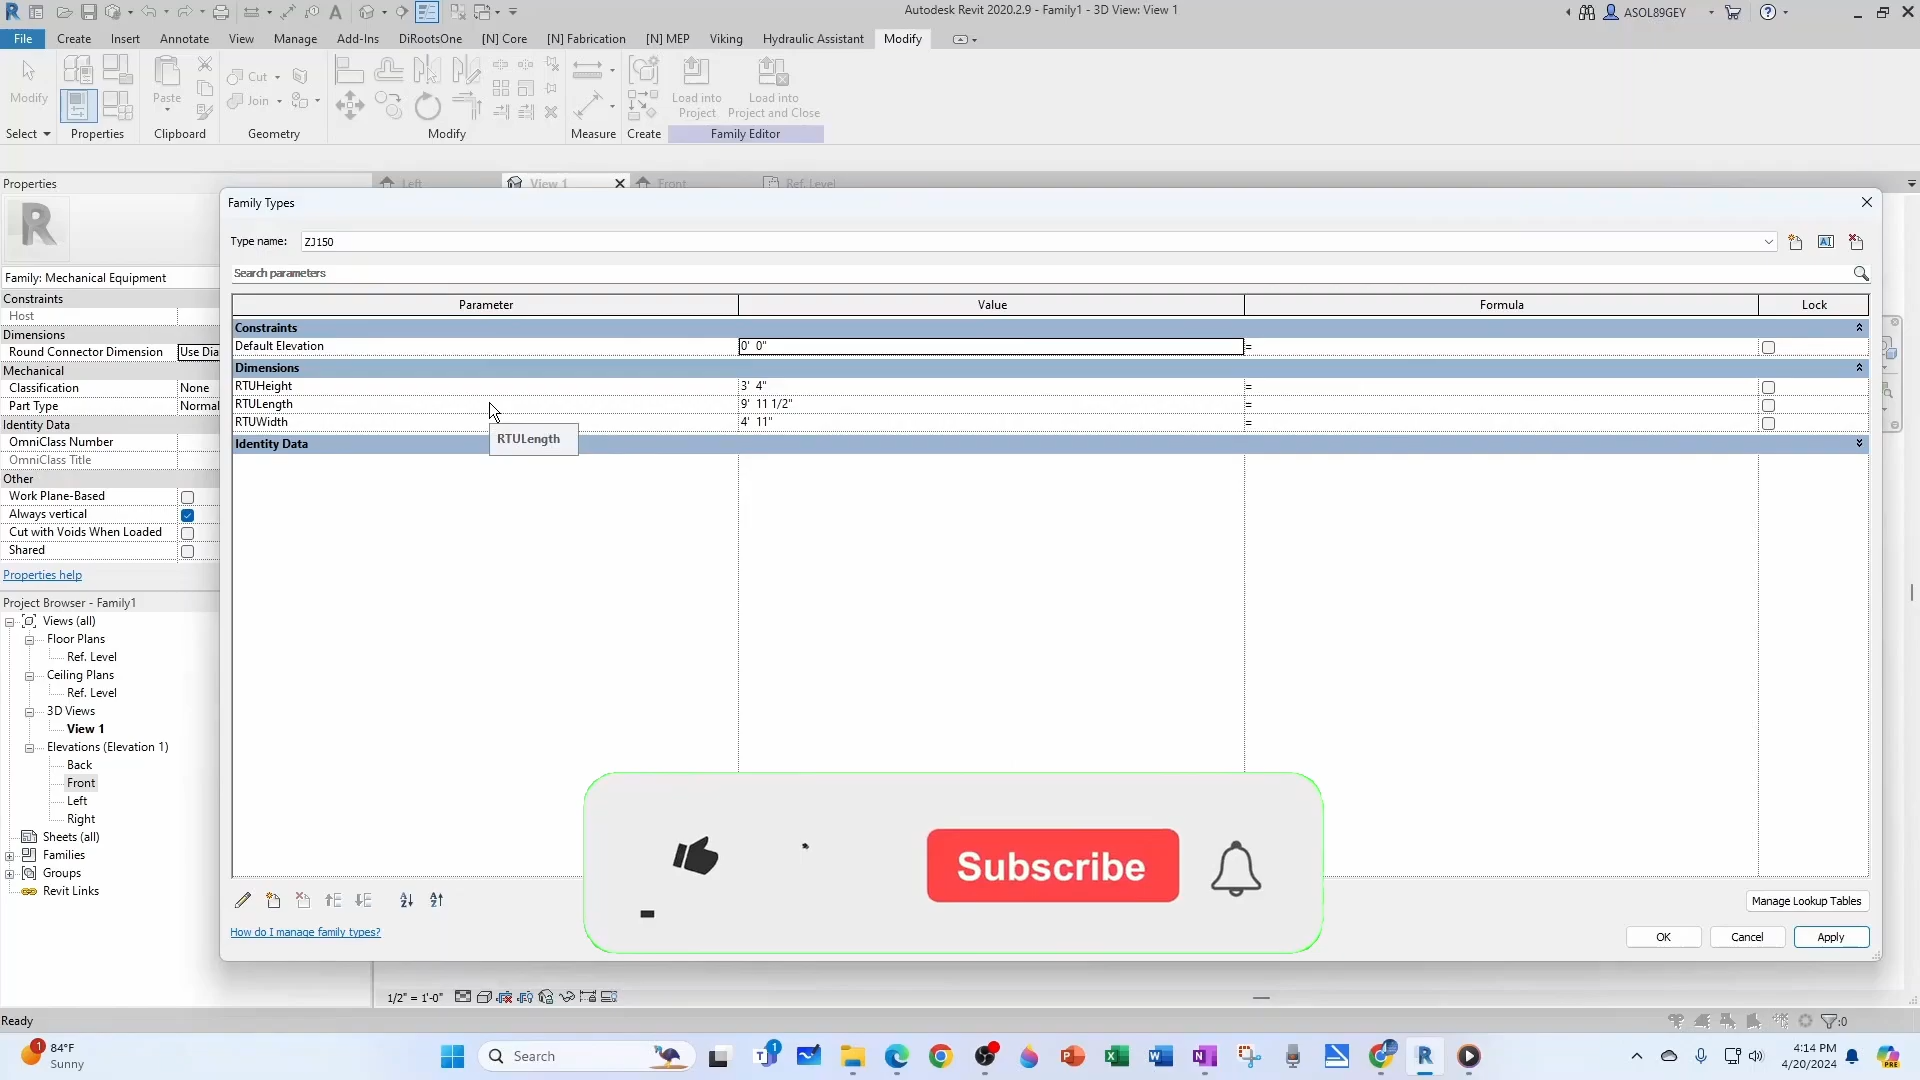 Autodesk Revit 2020.2.9 - Family1 - 3D View: View 1
ASOL89GEY
File Create Insert Annotate View Manage Add-Ins DiRootsOne [N] Core [N] Fabrication [N] MEP Viking Hydraulic Assistant Modify
Modify
Paste
Cut
Join
Load into
Project
Load into
Project and Close
Select Properties Clipboard Geometry Modify Measure Create Family Editor
Properties
Left View 1 Front Ref. Level
Family: Mechanical Equipment
Constraints
Host
Dimensions
Round Connector Dimension Use Dia
Mechanical
Classification None
Part Type Normal
Identity Data
OmniClass Number
OmniClass Title
Other
Work Plane-Based
Always vertical
Cut with Voids When Loaded
Shared
Properties help
Project Browser - Family1
Views (all)
Floor Plans
Ref. Level
Ceiling Plans
Ref. Level
3D Views
View 1
Elevations (Elevation 1)
Back
Front
Left
Right
Sheets (all)
Families
Groups
Revit Links
Family Types
Type name: ZJ150
Search parameters
Parameter Value Formula Lock
Constraints
Default Elevation 0' 0" =
Dimensions
RTUHeight 3' 4" =
RTULength 9' 11 1/2" =
RTUWidth 4' 11" =
RTULength
Identity Data
Subscribe
Manage Lookup Tables
How do I manage family types?
OK Cancel Apply
1/2" = 1'-0"
Ready
:0
84°F
Sunny
Search
4:14 PM
4/20/2024